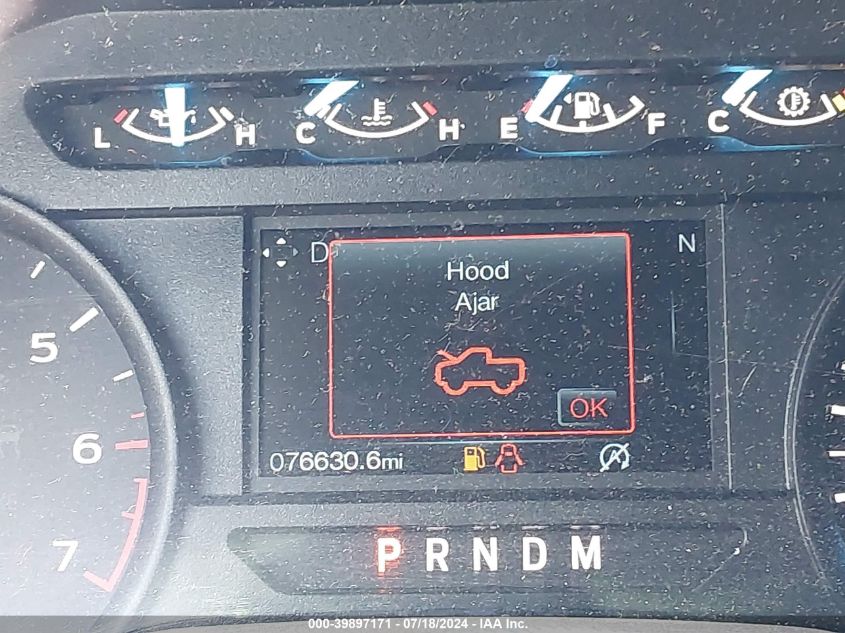 L H C H E F C
D
N
Hood
Ajar
OK
5
6
7
076630.6mi
A
P R N D M
000-39897171 - 07/18/2024 - IAA Inc.